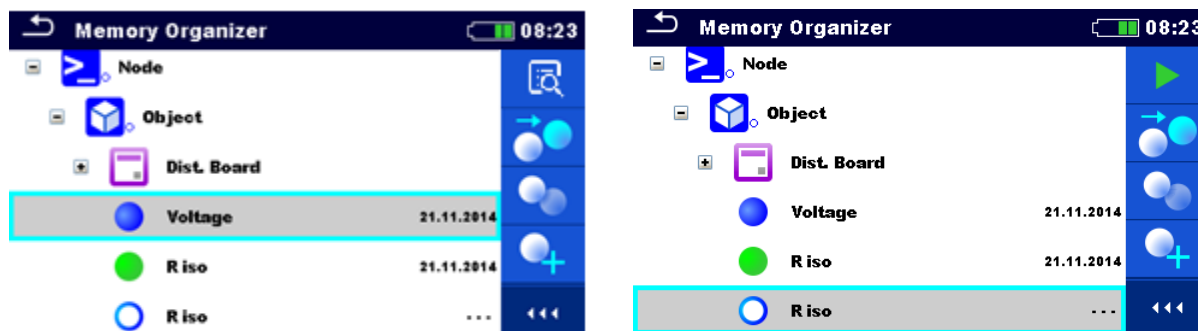 Memory Organizer 08:23
Node
Object
Dist. Board
Voltage 21.11.2014
R iso 21.11.2014
R iso ---
Memory Organizer 08:23
Node
Object
Dist. Board
Voltage 21.11.2014
R iso 21.11.2014
R iso ---